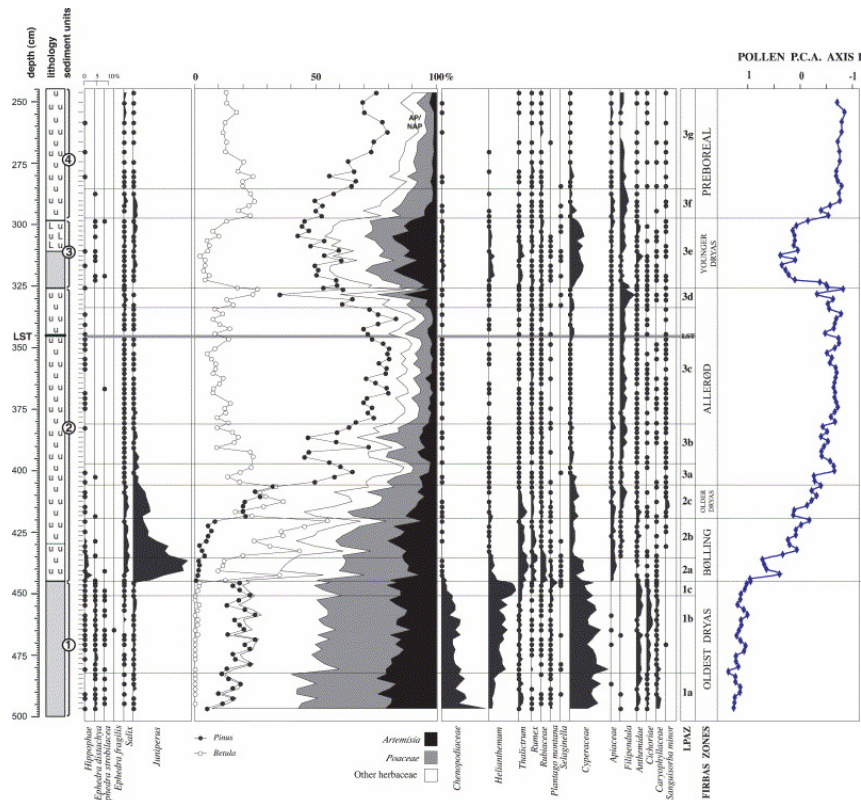 depth (cm)
lithology
sediment units
0 5 10%
0 50 100%
POLLEN P.C.A. AXIS 1
1 0 -1
AP/
NAP
250
275
300
325
LST
350
375
400
425
450
475
500
4
3
2
1
3g
3f
3e
3d
LST
3c
3b
3a
2c
2b
2a
1c
1b
1a
PREBOREAL
YOUNGER
DRYAS
ALLERØD
OLDER
DRYAS
BØLLING
OLDEST DRYAS
Hippophae
Ephedra distachya
Ephedra strobilacea
Ephedra fragilis
Salix
Juniperus
Pinus
Betula
Artemisia
Poaceae
Other herbaceae
Chenopodiaceae
Helianthemum
Thalictrum
Rumex
Rubiaceae
Plantago montana
Selaginella
Cyperaceae
Apiaceae
Filipendula
Anthemidae
Cichoriae
Caryophyllaceae
Sanguisorba minor
LPAZ
FIRBAS ZONES